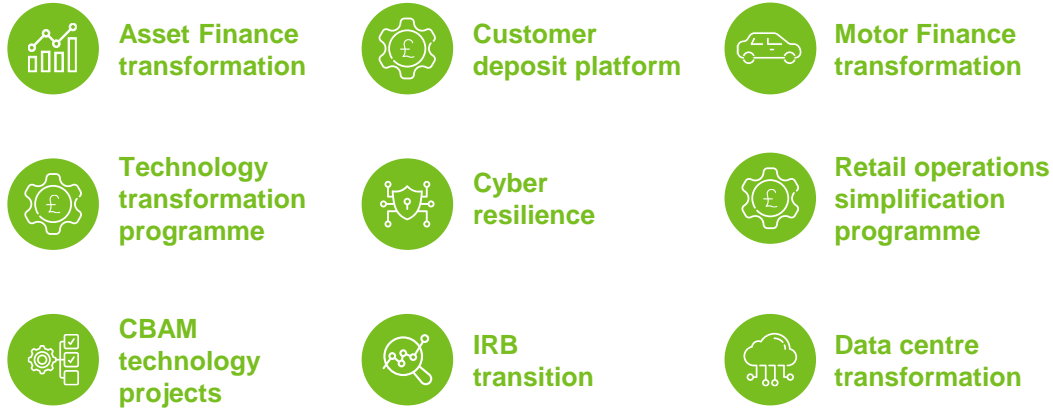 Asset Finance
transformation
Customer
deposit platform
Motor Finance
transformation
Technology
transformation
programme
Cyber
resilience
Retail operations
simplification
programme
CBAM
technology
projects
IRB
transition
Data centre
transformation